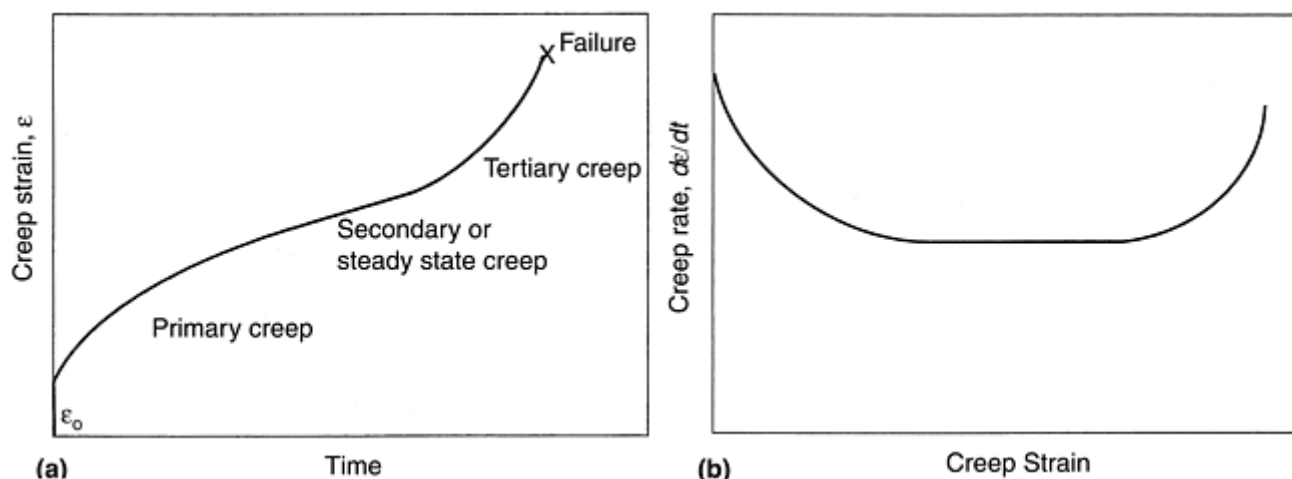 Creep strain, ε
Failure
Tertiary creep
Secondary or
steady state creep
Primary creep
εo
(a)
Time
Creep rate, dε/dt
(b)
Creep Strain